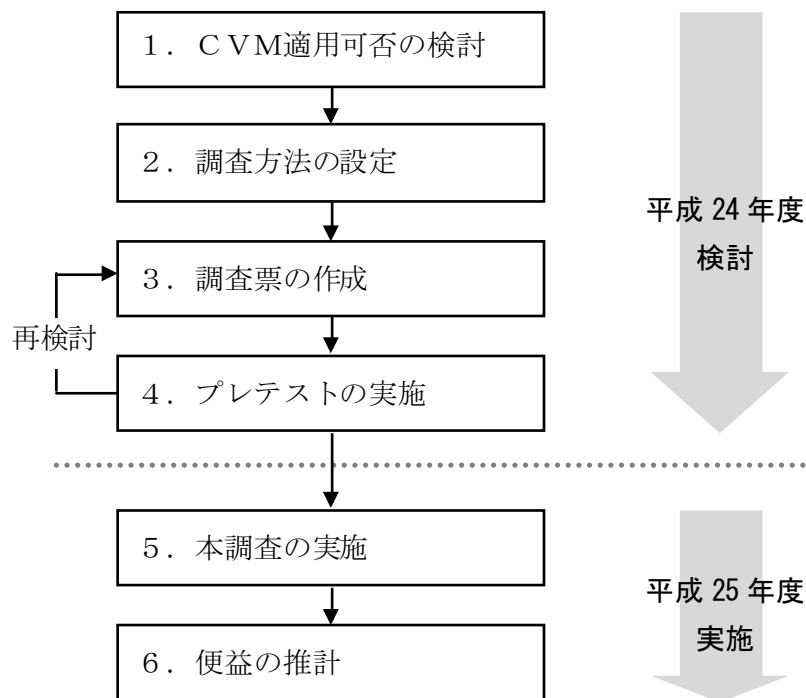 １．ＣＶＭ適用可否の検討
２．調査方法の設定
平成 24 年度
検討
３．調査票の作成
再検討
４．プレテストの実施
５．本調査の実施
平成 25 年度
実施
６．便益の推計